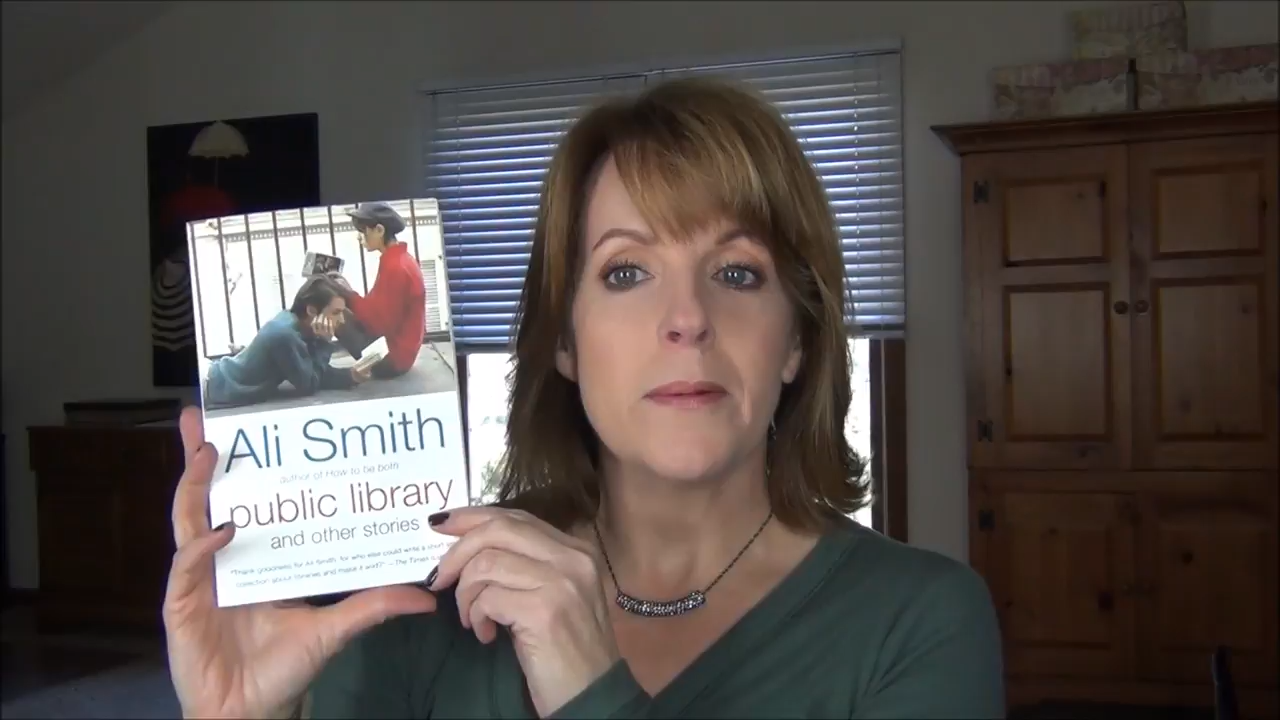 Ali Smith
author of How to be both
public library
and other stories
"Thank goodness for Ali Smith, for who else could write a short
collection about libraries and make it work?" – The Times